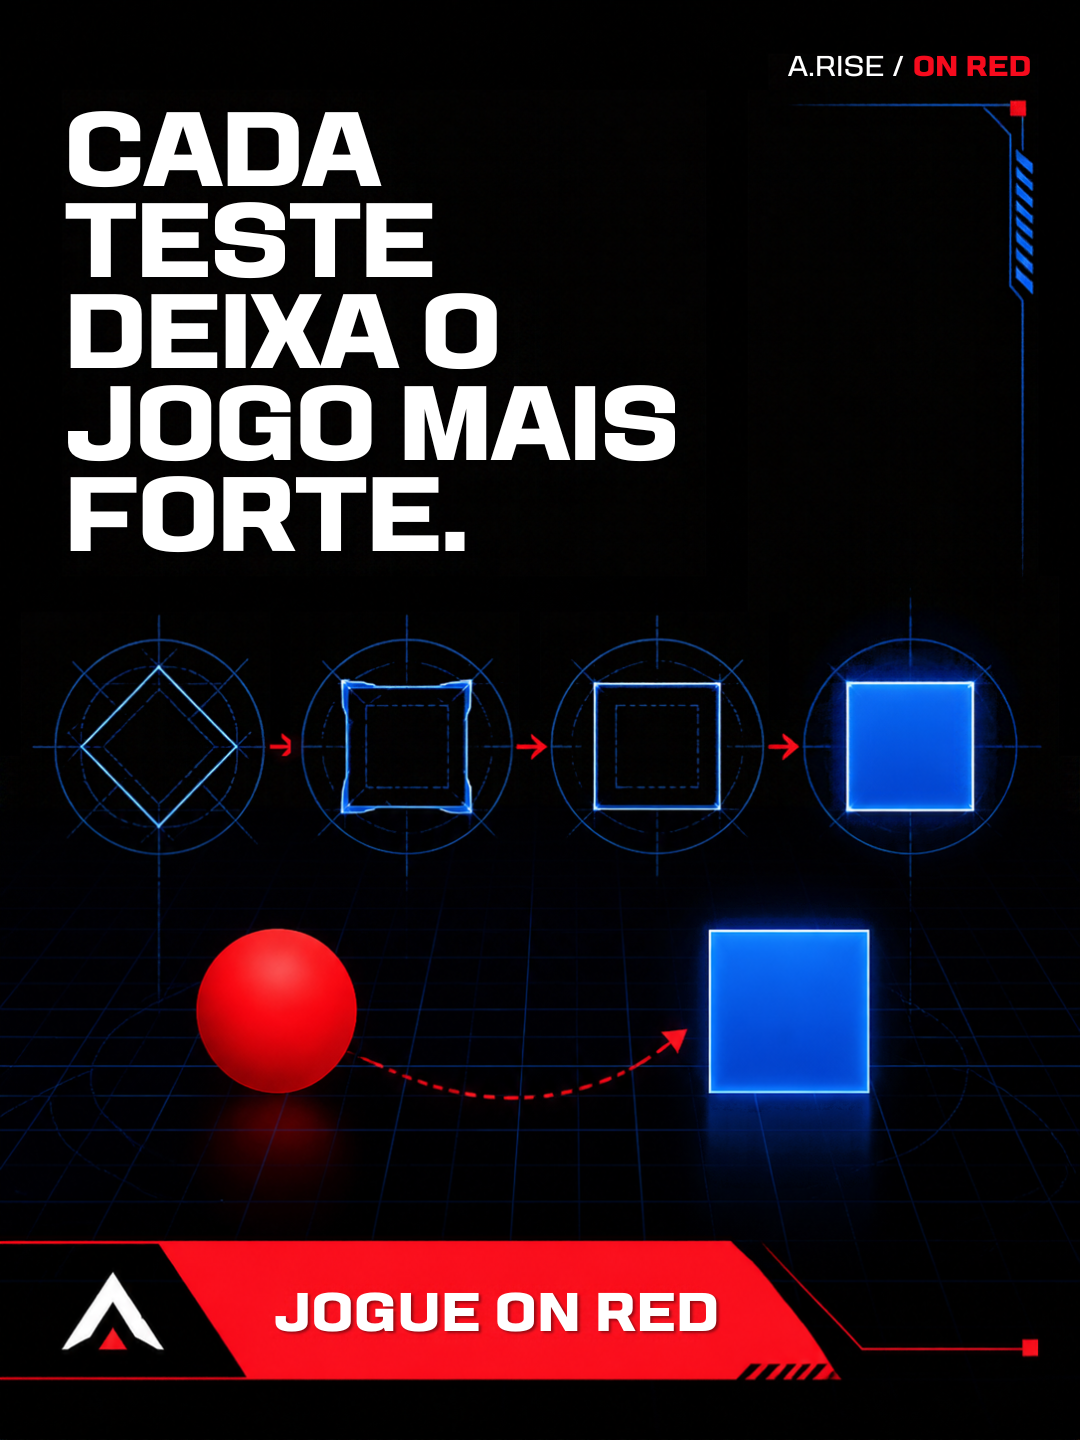 A.RISE / ON RED
CADA
TESTE
DEIXA O
JOGO MAIS
FORTE.
JOGUE ON RED